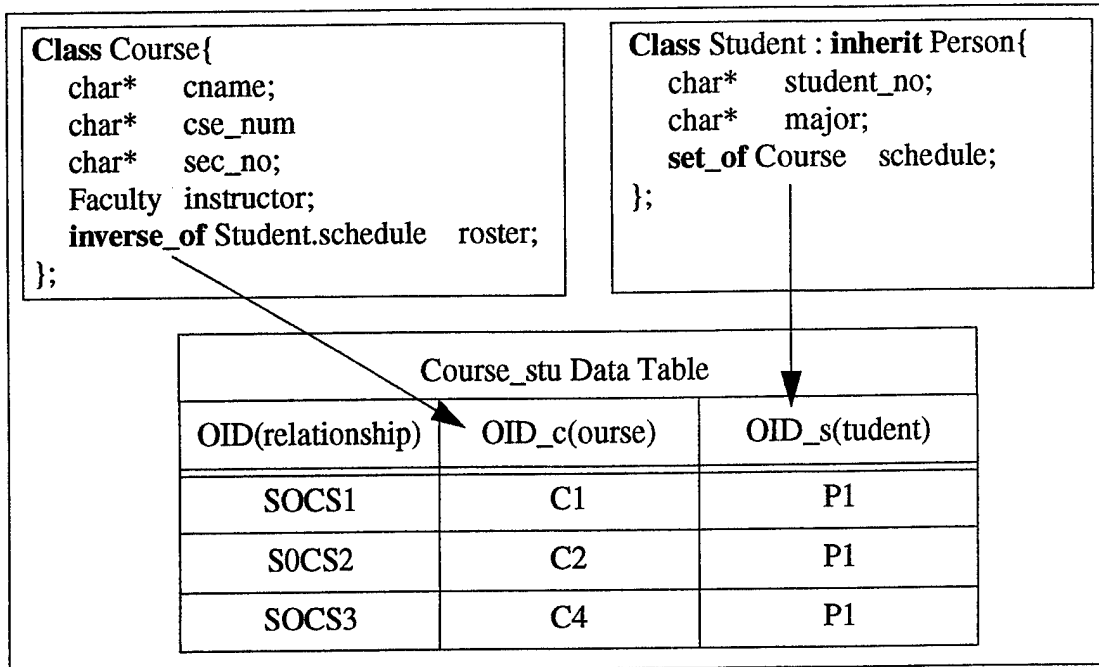 Class Course{
char* cname;
char* cse_num
char* sec_no;
Faculty instructor;
inverse_of Student.schedule roster;
};
Class Student : inherit Person{
char* student_no;
char* major;
set_of Course schedule;
};
Course_stu Data Table
OID(relationship) OID_c(ourse) OID_s(tudent)
SOCS1 C1 P1
S0CS2 C2 P1
SOCS3 C4 P1